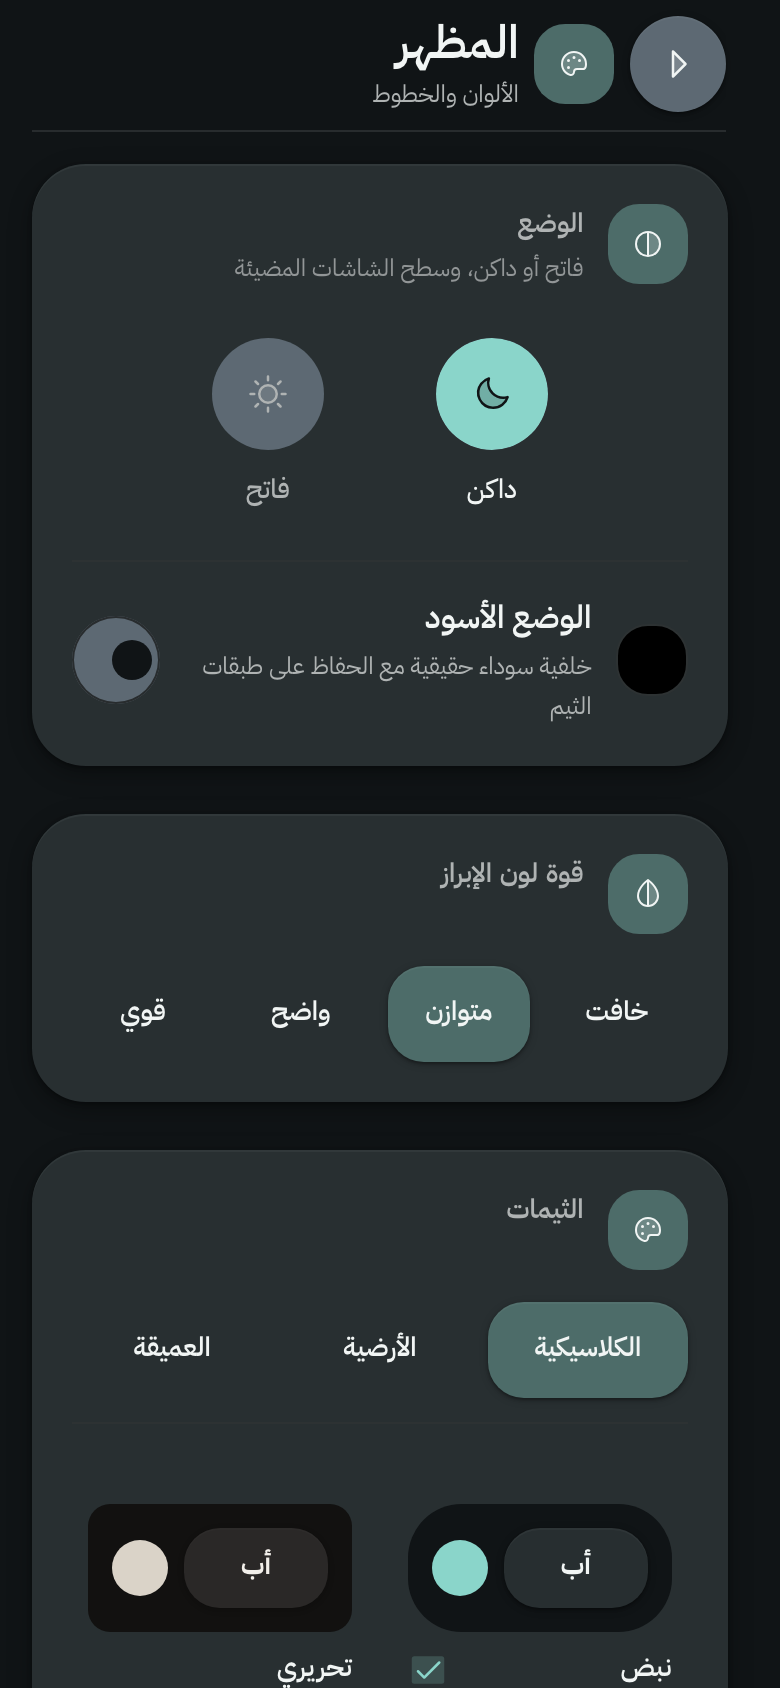 المظهر
الألوان والخطوط
الوضع
فاتح أو داكن، وسطح الشاشات المضيئة
داكن
فاتح
الوضع الأسود
خلفية سوداء حقيقية مع الحفاظ على طبقات
الثيم
قوة لون الإبراز
خافت
متوازن
واضح
قوي
الثيمات
الكلاسيكية
الأرضية
العميقة
أب
أب
نبض
تحريري